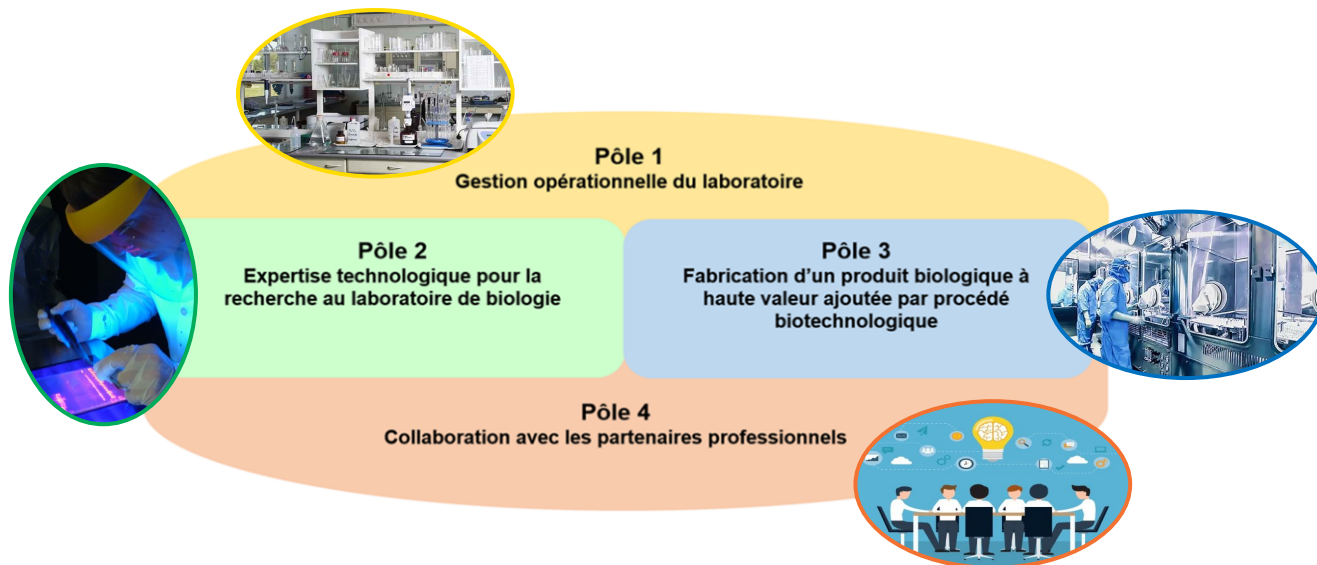 Pôle 1
Gestion opérationnelle du laboratoire
Pôle 2
Expertise technologique pour la
recherche au laboratoire de biologie
Pôle 3
Fabrication d’un produit biologique à
haute valeur ajoutée par procédé
biotechnologique
Pôle 4
Collaboration avec les partenaires professionnels